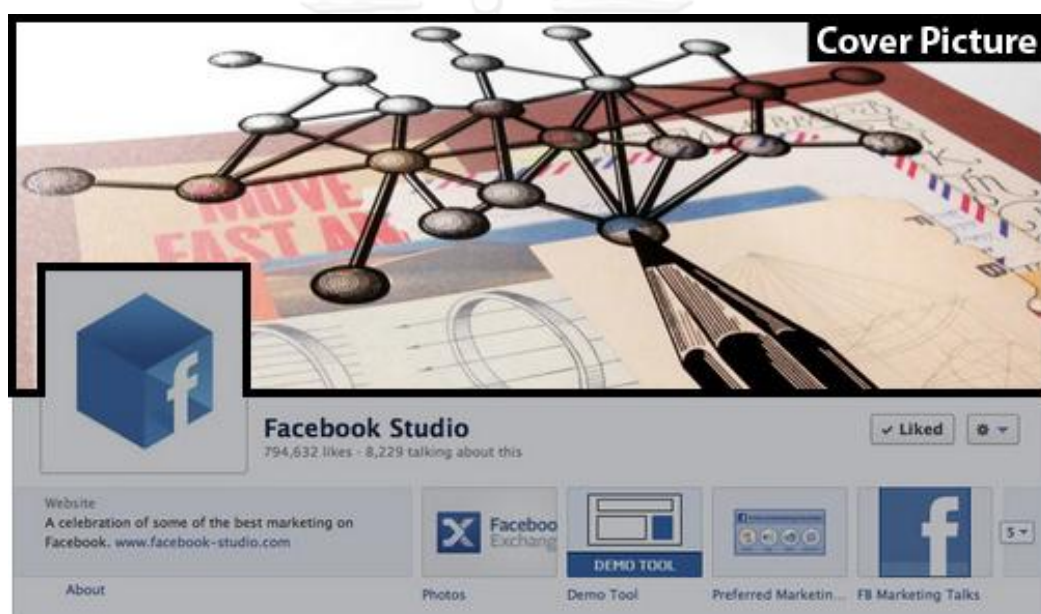 Cover Picture
MOVE
FAST AN
f
Facebook Studio
794,632 likes · 8,229 talking about this
✓ Liked
Website
A celebration of some of the best marketing on
Facebook. www.facebook-studio.com
About
X Faceboo
Exchang
Photos
DEMO TOOL
Demo Tool
Preferred Marketin...
f
FB Marketing Talks
5